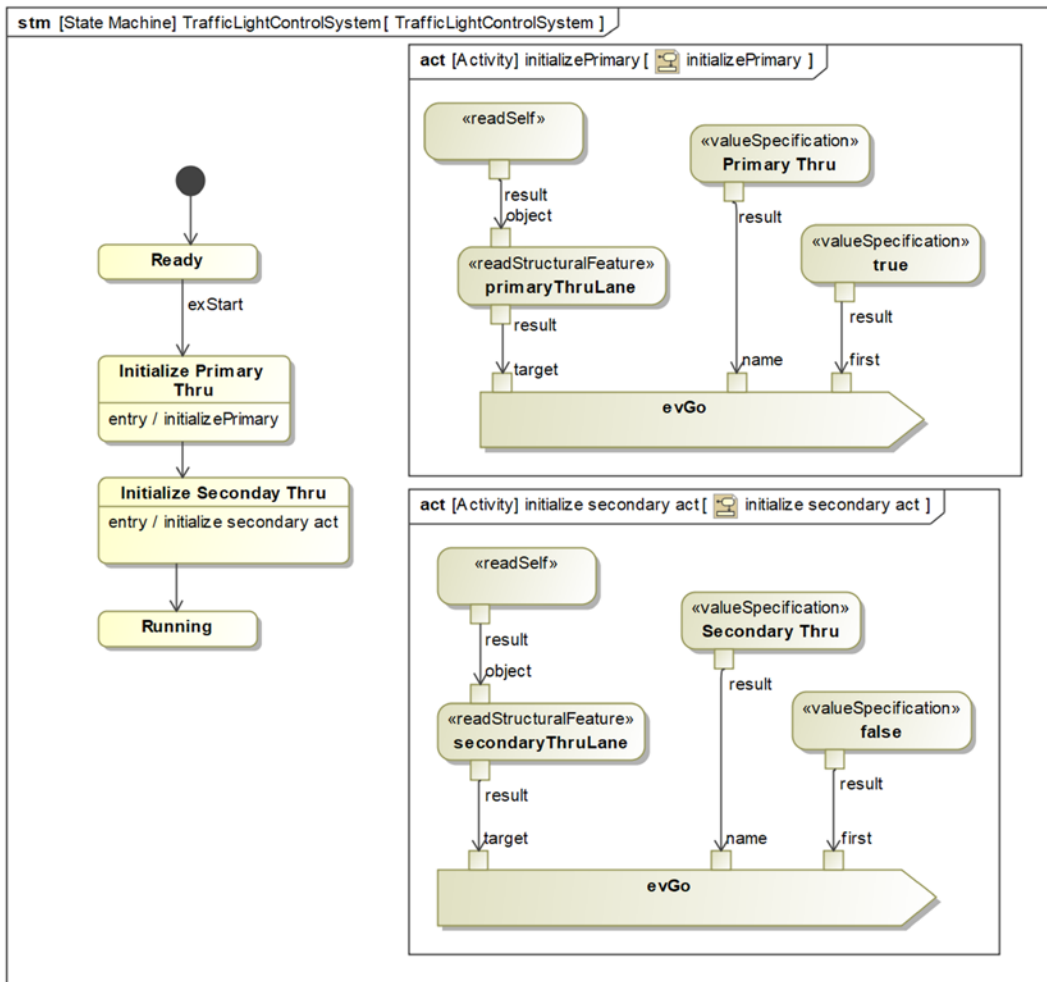 stm [State Machine] TrafficLightControlSystem[ TrafficLightControlSystem ]
Ready
exStart
Initialize Primary
Thru
entry / initializePrimary
Initialize Seconday Thru
entry / initialize secondary act
Running
act [Activity] initializePrimary[ initializePrimary ]
«readSelf»
result
object
«readStructuralFeature»
primaryThruLane
result
target
«valueSpecification»
Primary Thru
result
name
«valueSpecification»
true
result
first
evGo
act [Activity] initialize secondary act[ initialize secondary act ]
«readSelf»
result
object
«readStructuralFeature»
secondaryThruLane
result
target
«valueSpecification»
Secondary Thru
result
name
«valueSpecification»
false
result
first
evGo